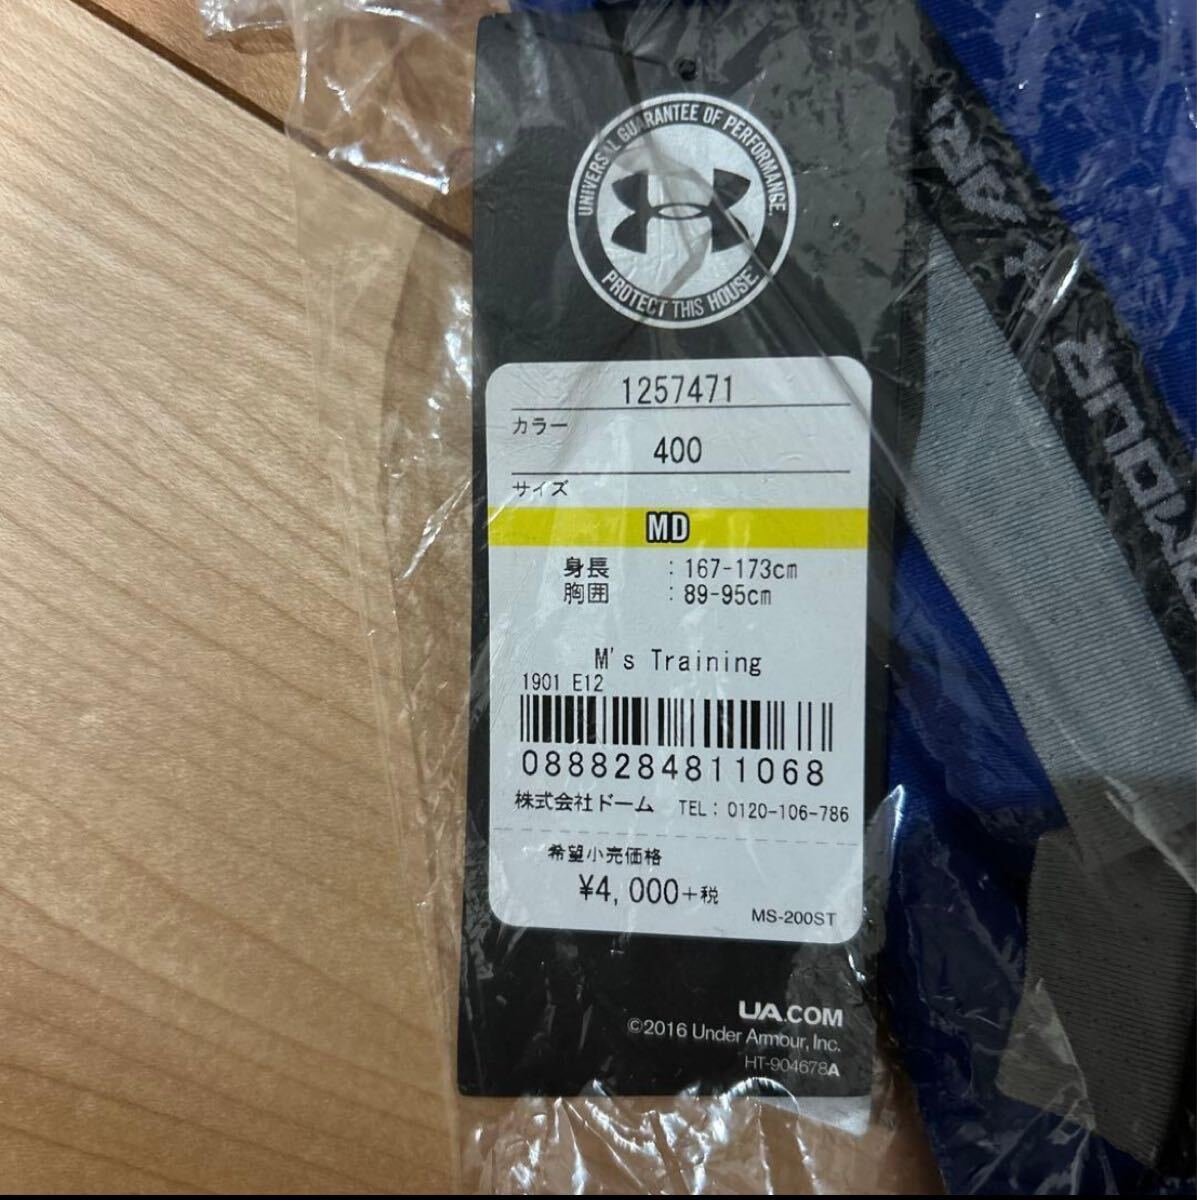 UNIVERSAL GUARANTEE OF PERFORMANCE.
PROTECT THIS HOUSE.
1257471
カラー
400
サイズ
MD
身長 : 167-173cm
胸囲 : 89-95cm
M's Training
1901 E12
0888284811068
株式会社ドーム TEL: 0120-106-786
希望小売価格
¥4,000+税
MS-200ST
UA.COM
©2016 Under Armour, Inc.
HT-904678A